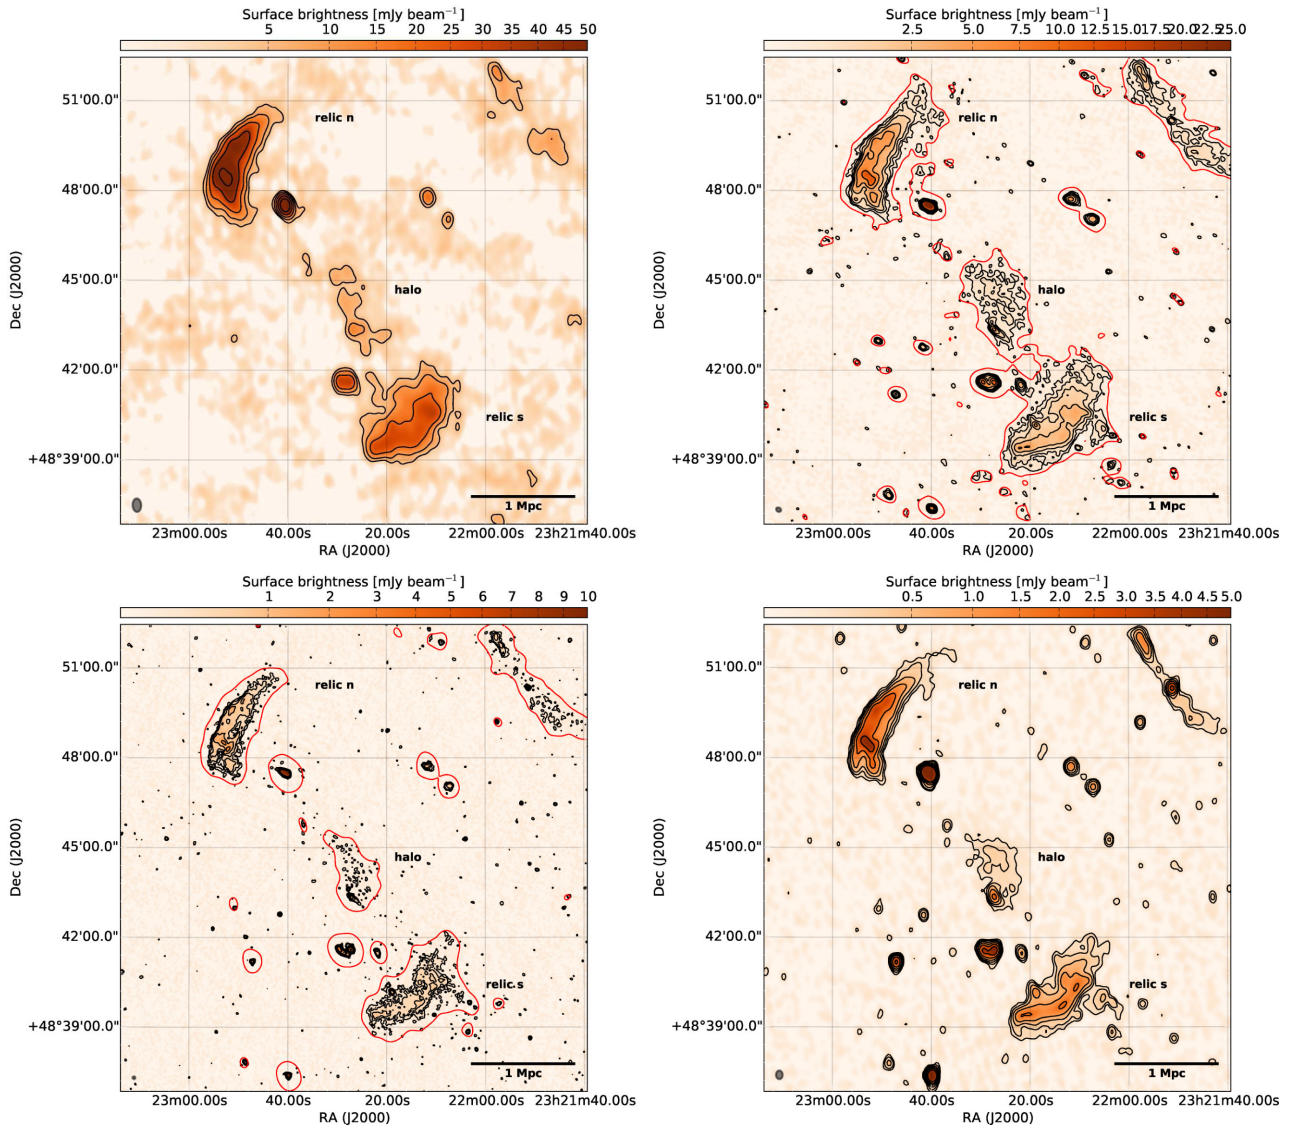 Surface brightness [mJy beam⁻¹]
5 10 15 20 25 32 35 40 45 50
51'00.0"
48'00.0"
45'00.0"
42'00.0"
+48°39'00.0"
Dec (J2000)
relic n
halo
relic s
1 Mpc
23m00.00s 40.00s 20.00s 22m00.00s 23h21m40.00s
RA (J2000)
Surface brightness [mJy beam⁻¹]
2.5 5.0 7.5 10.0 12.5 15.0 17.5 20.0 22.5 25.0
51'00.0"
48'00.0"
45'00.0"
42'00.0"
+48°39'00.0"
Dec (J2000)
relic n
halo
relic s
1 Mpc
23m00.00s 40.00s 20.00s 22m00.00s 23h21m40.00s
RA (J2000)
Surface brightness [mJy beam⁻¹]
1 2 3 4 5 6 7 8 9 10
51'00.0"
48'00.0"
45'00.0"
42'00.0"
+48°39'00.0"
Dec (J2000)
relic n
halo
relic s
1 Mpc
23m00.00s 40.00s 20.00s 22m00.00s 23h21m40.00s
RA (J2000)
Surface brightness [mJy beam⁻¹]
0.5 1.0 1.5 2.0 2.5 3.0 3.5 4.0 4.5 5.0
51'00.0"
48'00.0"
45'00.0"
42'00.0"
+48°39'00.0"
Dec (J2000)
relic n
halo
relic s
1 Mpc
23m00.00s 40.00s 20.00s 22m00.00s 23h21m40.00s
RA (J2000)